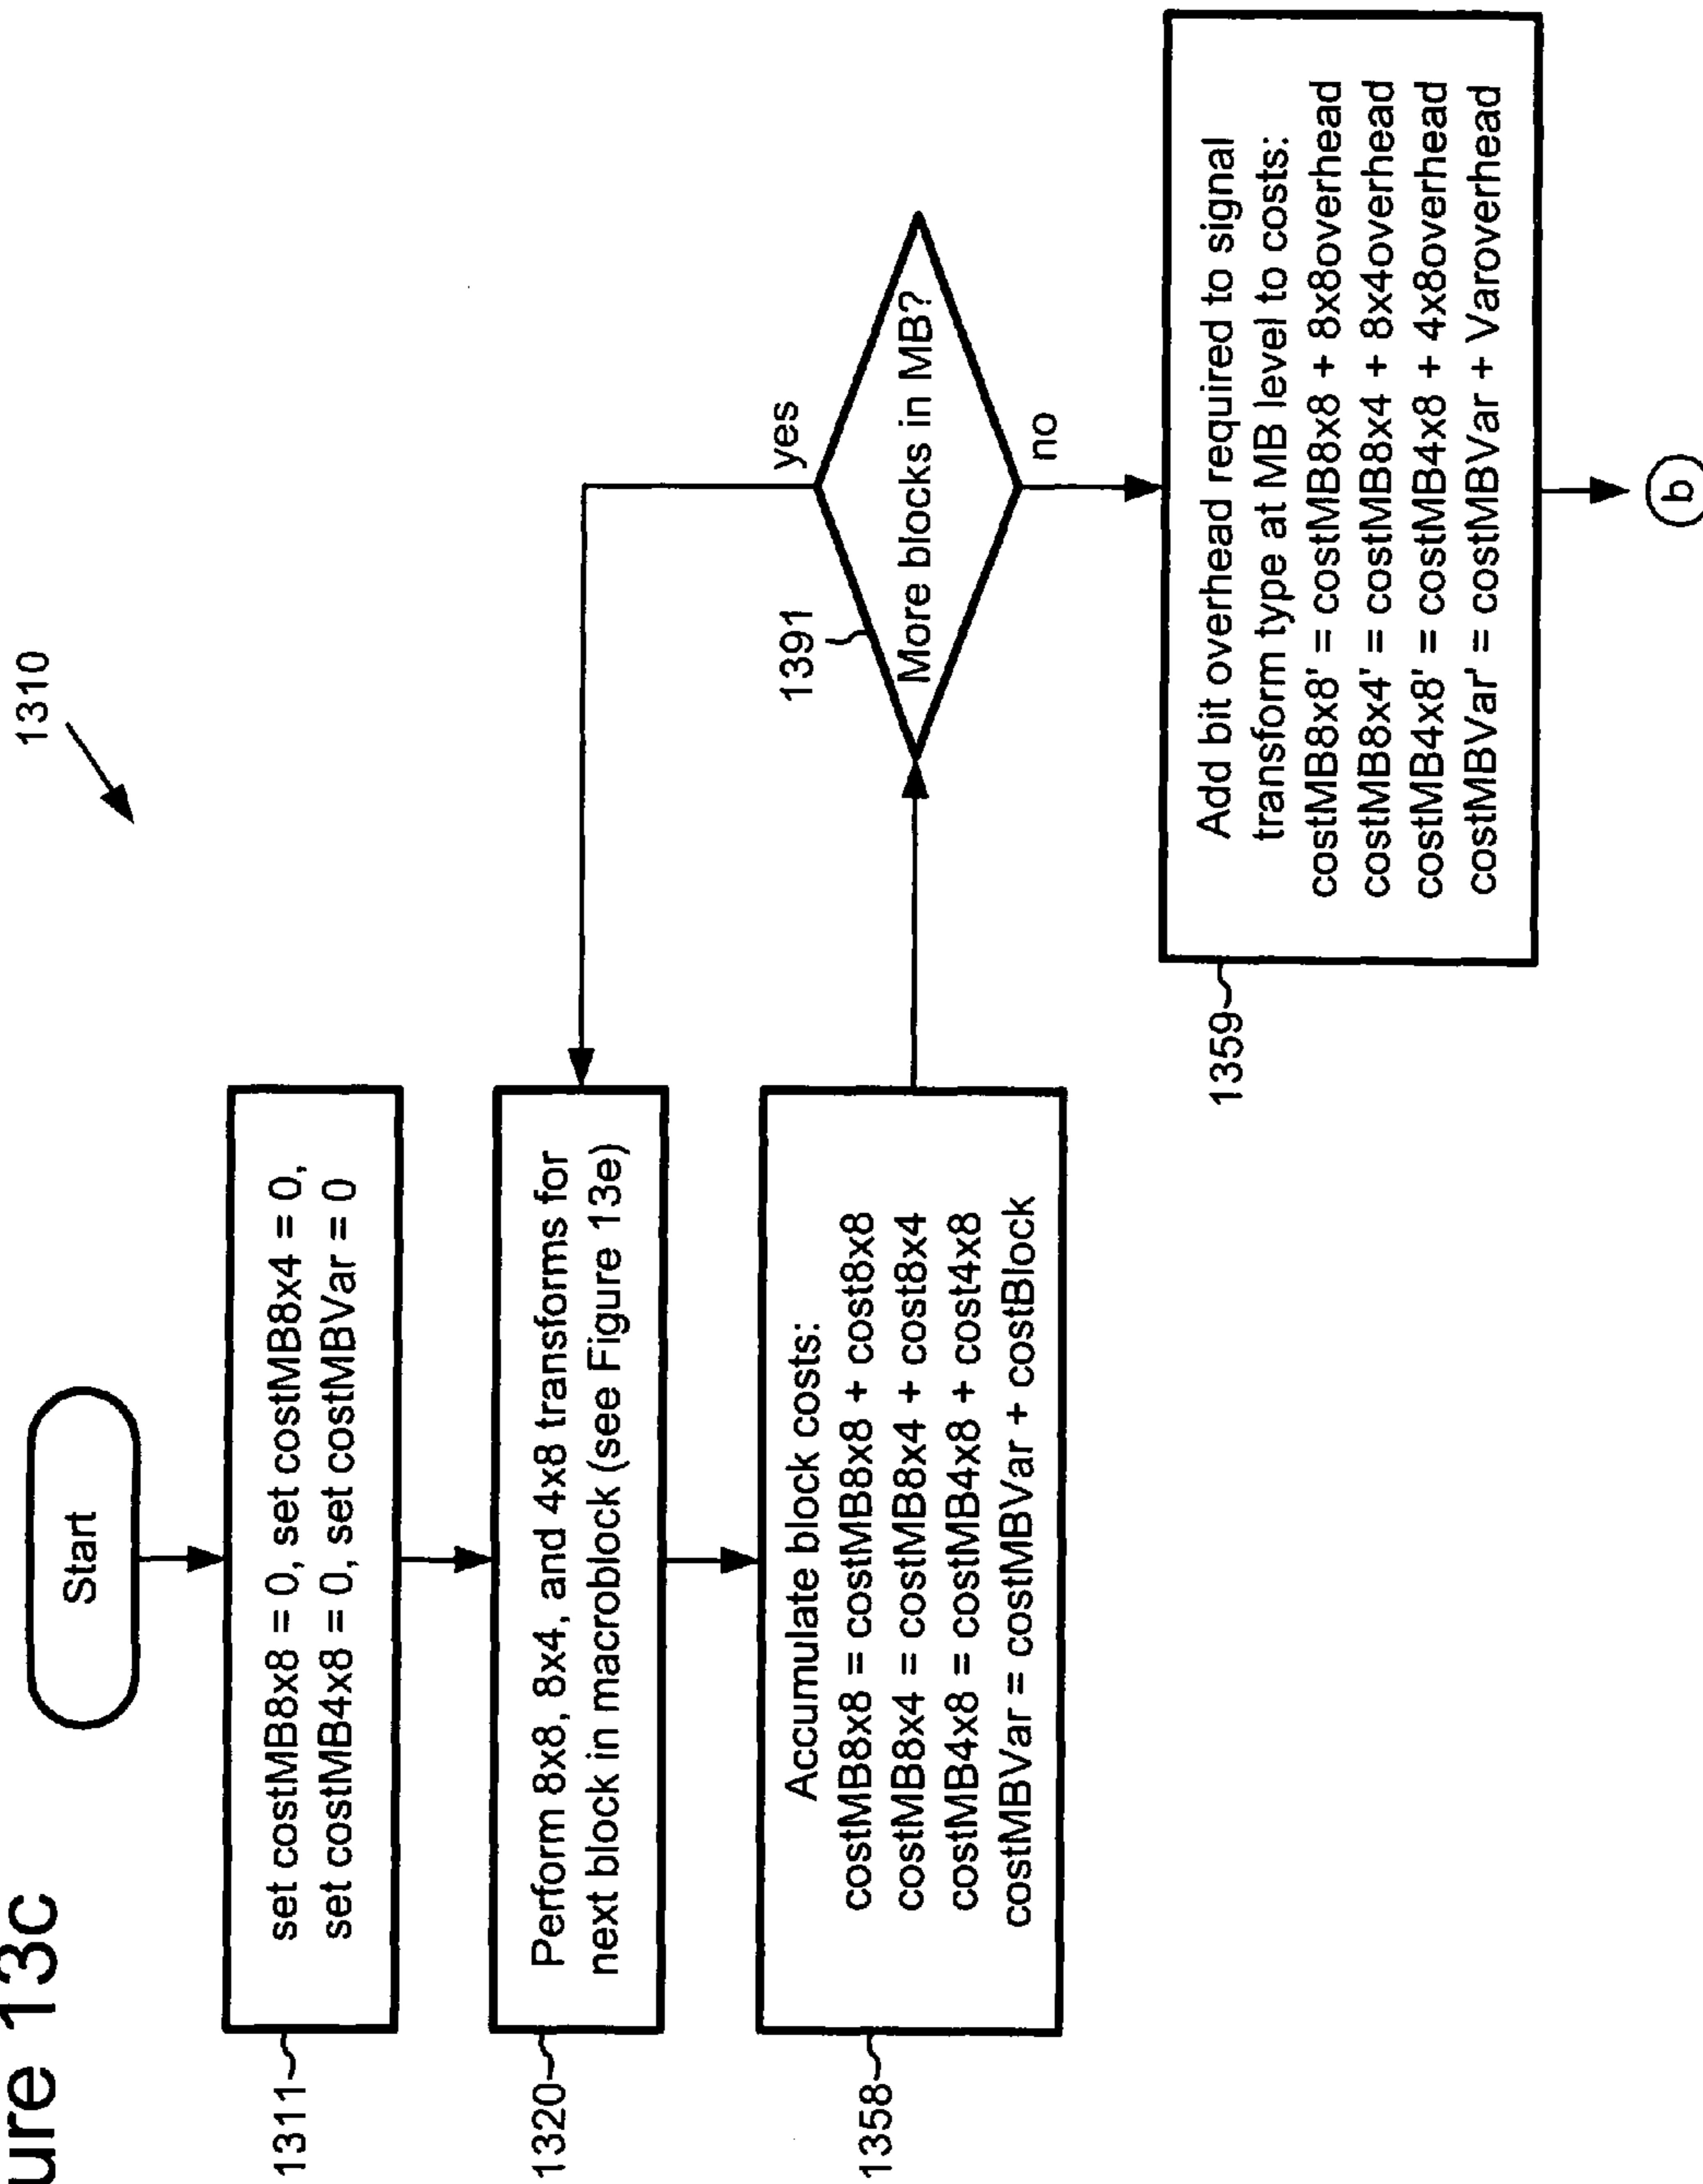 ure 13c
1310
Start
1311
set costMB8x8 = 0, set costMB8x4 = 0,
set costMB4x8 = 0, set costMBVar = 0
1320
Perform 8x8, 8x4, and 4x8 transforms for
next block in macroblock (see Figure 13e)
1358
Accumulate block costs:
costMB8x8 = costMB8x8 + cost8x8
costMB8x4 = costMB8x4 + cost8x4
costMB4x8 = costMB4x8 + cost4x8
costMBVar = costMBVar + costBlock
1391
More blocks in MB?
yes
no
1359
Add bit overhead required to signal
transform type at MB level to costs:
costMB8x8' = costMB8x8 + 8x8overhead
costMB8x4' = costMB8x4 + 8x4overhead
costMB4x8' = costMB4x8 + 4x8overhead
costMBVar' = costMBVar + Varoverhead
b